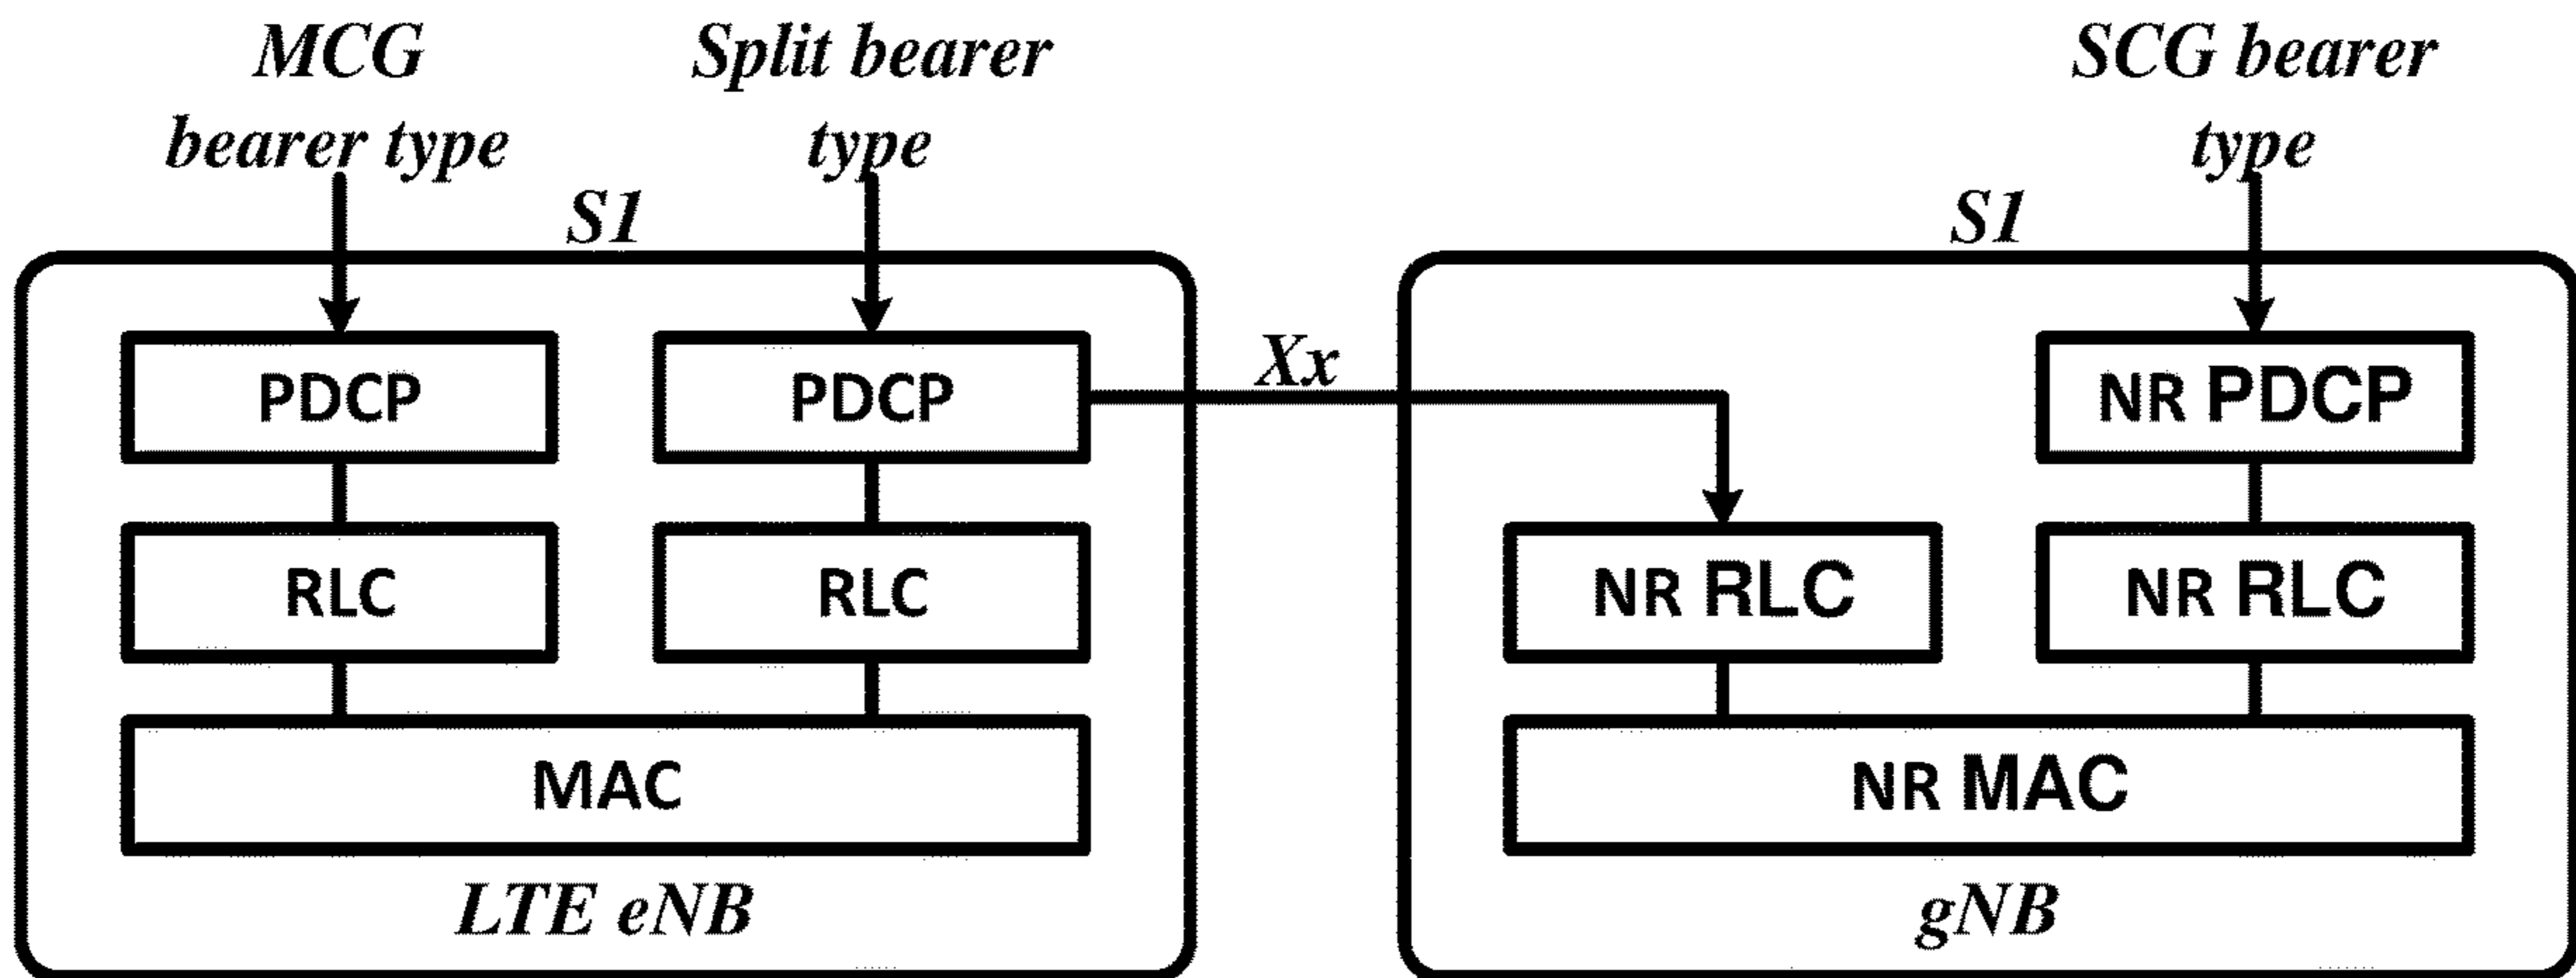 MCG
bearer type
Split bearer
type
SCG bearer
type
S1
S1
Xx
PDCP
PDCP
NR PDCP
RLC
RLC
NR RLC
NR RLC
MAC
NR MAC
LTE eNB
gNB